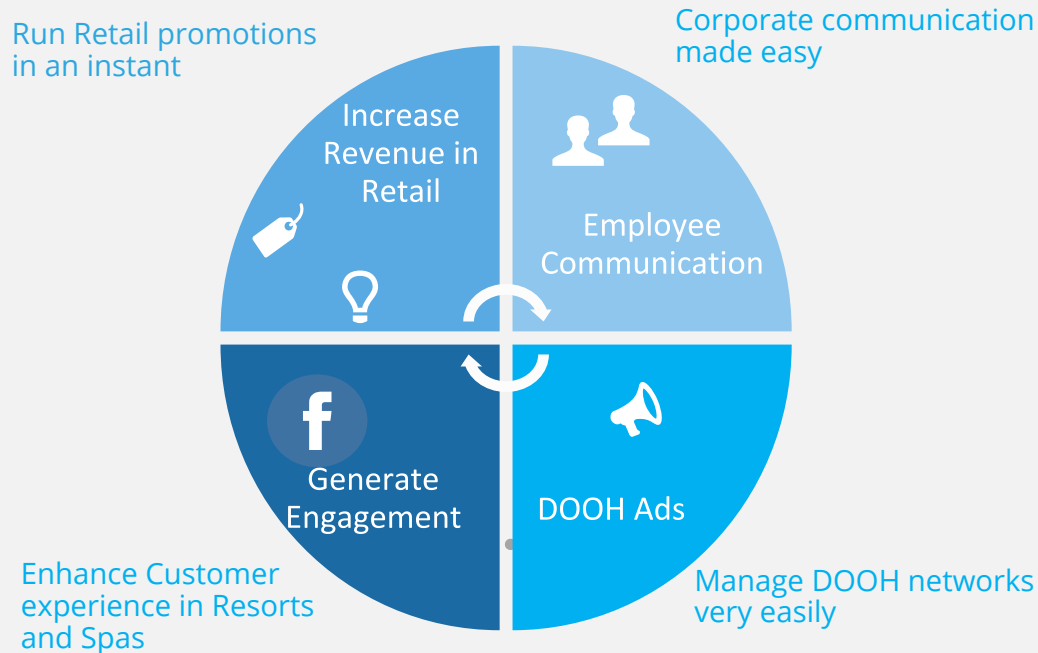 Run Retail promotions
in an instant
Corporate communication
made easy
Increase
Revenue in
Retail
Employee
Communication
f
Generate
Engagement
DOOH Ads
Enhance Customer
experience in Resorts
and Spas
Manage DOOH networks
very easily